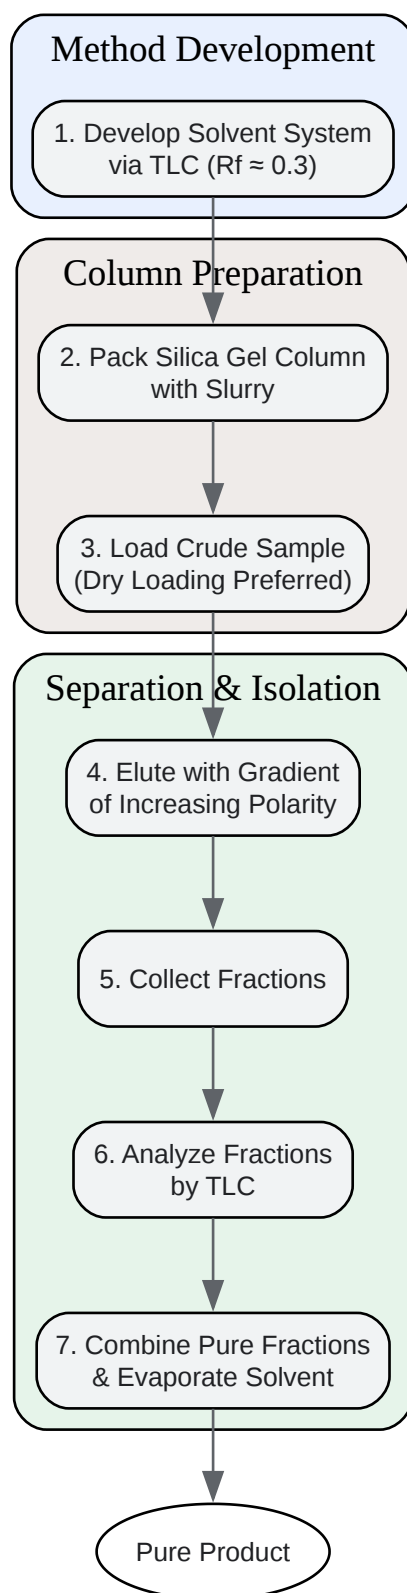 Method Development
1. Develop Solvent System
via TLC (Rf ≈ 0.3)
Column Preparation
2. Pack Silica Gel Column
with Slurry
3. Load Crude Sample
(Dry Loading Preferred)
Separation & Isolation
4. Elute with Gradient
of Increasing Polarity
5. Collect Fractions
6. Analyze Fractions
by TLC
7. Combine Pure Fractions
& Evaporate Solvent
Pure Product